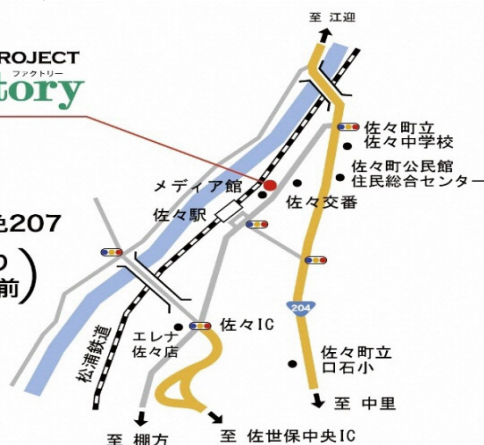 至 江迎
ROJECT
ファクトリー
tory
佐々町立
佐々中学校
佐々町公民館
住民総合センター
メディア館
佐々交番
佐々駅
207
前)
204
佐々IC
エレナ
佐々店
松浦鉄道
佐々町立
口石小
至 中里
至 棚方
至 佐世保中央IC